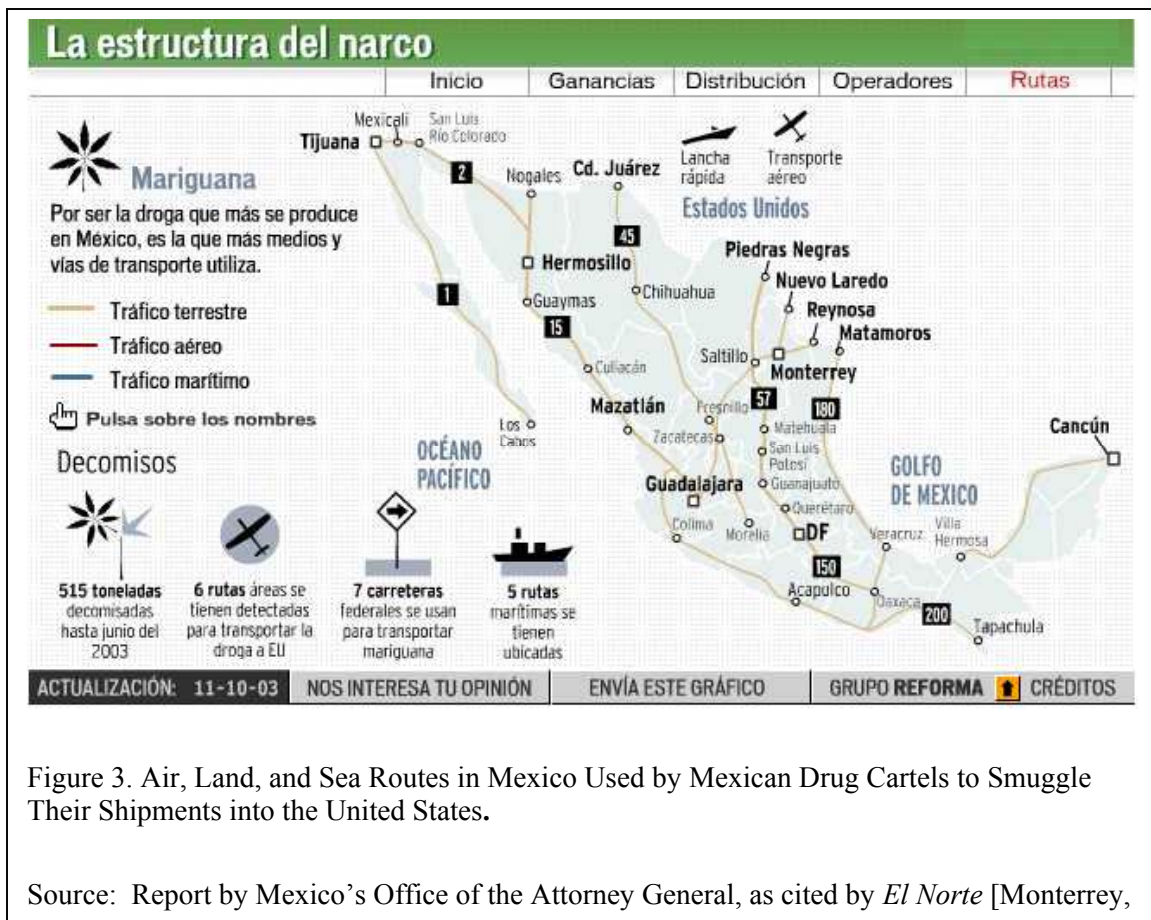 La estructura del narco
Inicio
Ganancias
Distribución
Operadores
Rutas
Mariguana
Por ser la droga que más se produce
en México, es la que más medios y
vías de transporte utiliza.
Tráfico terrestre
Tráfico aéreo
Tráfico marítimo
Pulsa sobre los nombres
Decomisos
515 toneladas
decomisadas
hasta junio del
2003
6 rutas áreas se
tienen detectadas
para transportar la
droga a EU
7 carreteras
federales se usan
para transportar
mariguana
5 rutas
marítimas se
tienen
ubicadas
Lancha
rápida
Transporte
aéreo
Estados Unidos
Tijuana
Mexicali
San Luis
Río Colorado
2
Nogales
Cd. Juárez
45
Hermosillo
Chihuahua
Piedras Negras
Nuevo Laredo
Reynosa
Matamoros
1
Guaymas
15
Culiacán
Saltillo
Monterrey
Mazatlán
Fresnillo
57
180
Los
Cabos
Zacatecas
Matehuala
San Luis
Potosí
Cancún
OCÉANO
PACÍFICO
GOLFO
DE MEXICO
Guadalajara
Guanajuato
Querétaro
Colima
Morelia
DF
Veracruz
Villa
Hermosa
150
Acapulco
Oaxaca
200
Tapachula
ACTUALIZACIÓN: 11-10-03
NOS INTERESA TU OPINIÓN
ENVÍA ESTE GRÁFICO
GRUPO REFORMA
CRÉDITOS
Figure 3. Air, Land, and Sea Routes in Mexico Used by Mexican Drug Cartels to Smuggle
Their Shipments into the United States.
Source: Report by Mexico’s Office of the Attorney General, as cited by El Norte [Monterrey,